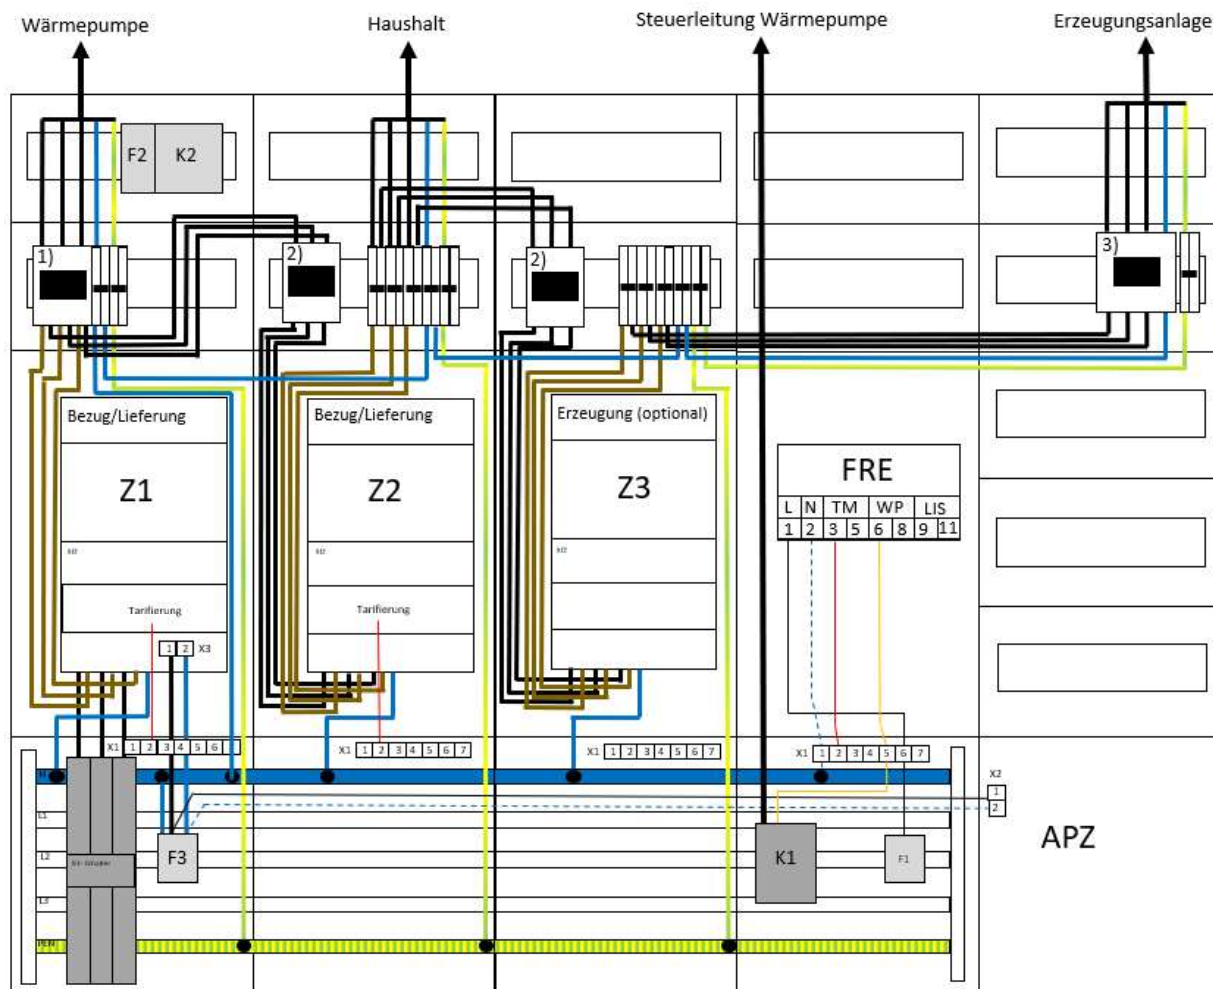 Wärmepumpe
Haushalt
Steuerleitung Wärmepumpe
Erzeugungsanlage
F2
K2
1)
2)
2)
3)
Bezug/Lieferung
Bezug/Lieferung
Erzeugung (optional)
Z1
Z2
Z3
FRE
L N TM WP LIS
1 2 3 5 6 8 9 11
Tarifierung
Tarifierung
1 2 X3
X1 1 2 3 4 5 6
X1 1 2 3 4 5 6 7
X1 1 2 3 4 5 6 7
X1 1 2 3 4 5 6 7
N
X2
1
2
L1
L2
L3
PEN
F3
K1
F1
APZ